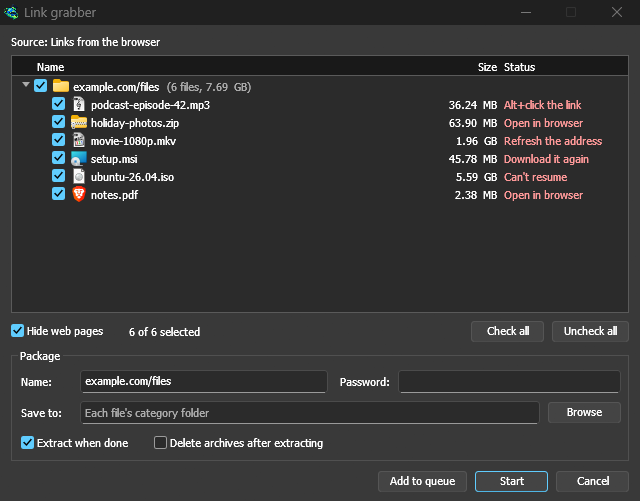 Link grabber
Source: Links from the browser
Name Size Status
example.com/files (6 files, 7.69 GB)
podcast-episode-42.mp3 36.24 MB Alt+click the link
holiday-photos.zip 63.90 MB Open in browser
movie-1080p.mkv 1.96 GB Refresh the address
setup.msi 45.78 MB Download it again
ubuntu-26.04.iso 5.59 GB Can't resume
notes.pdf 2.38 MB Open in browser
Hide web pages 6 of 6 selected Check all Uncheck all
Package
Name: example.com/files Password:
Save to: Each file's category folder Browse
Extract when done Delete archives after extracting
Add to queue Start Cancel